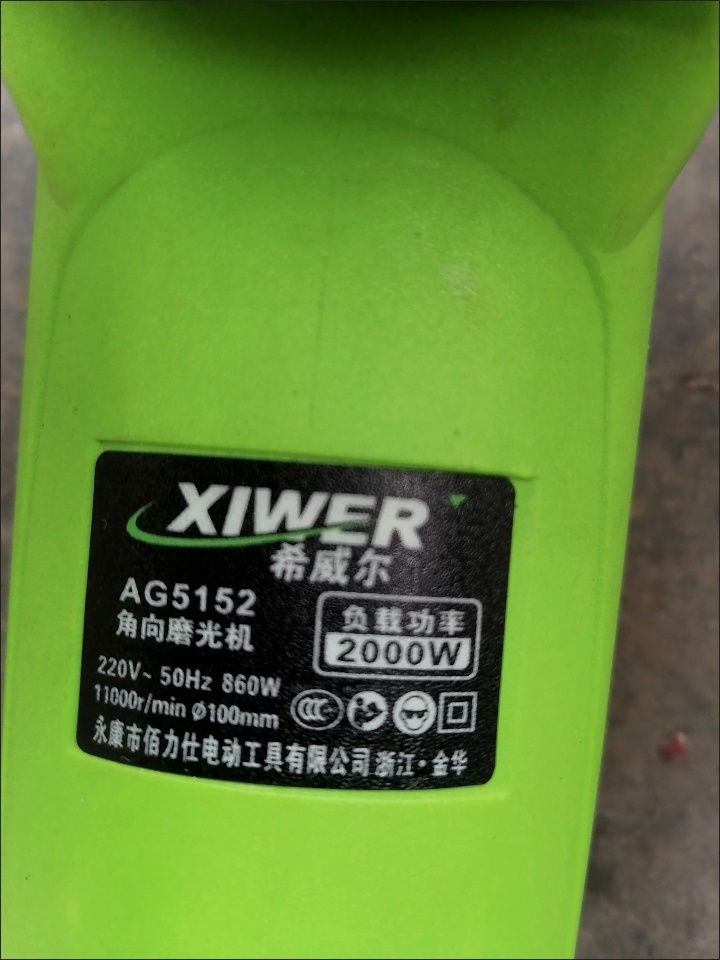 XIWER
希威尔
AG5152
角向磨光机
负载功率
2000W
220V~ 50Hz 860W
11000r/min Ø100mm
永康市佰力仕电动工具有限公司 浙江·金华